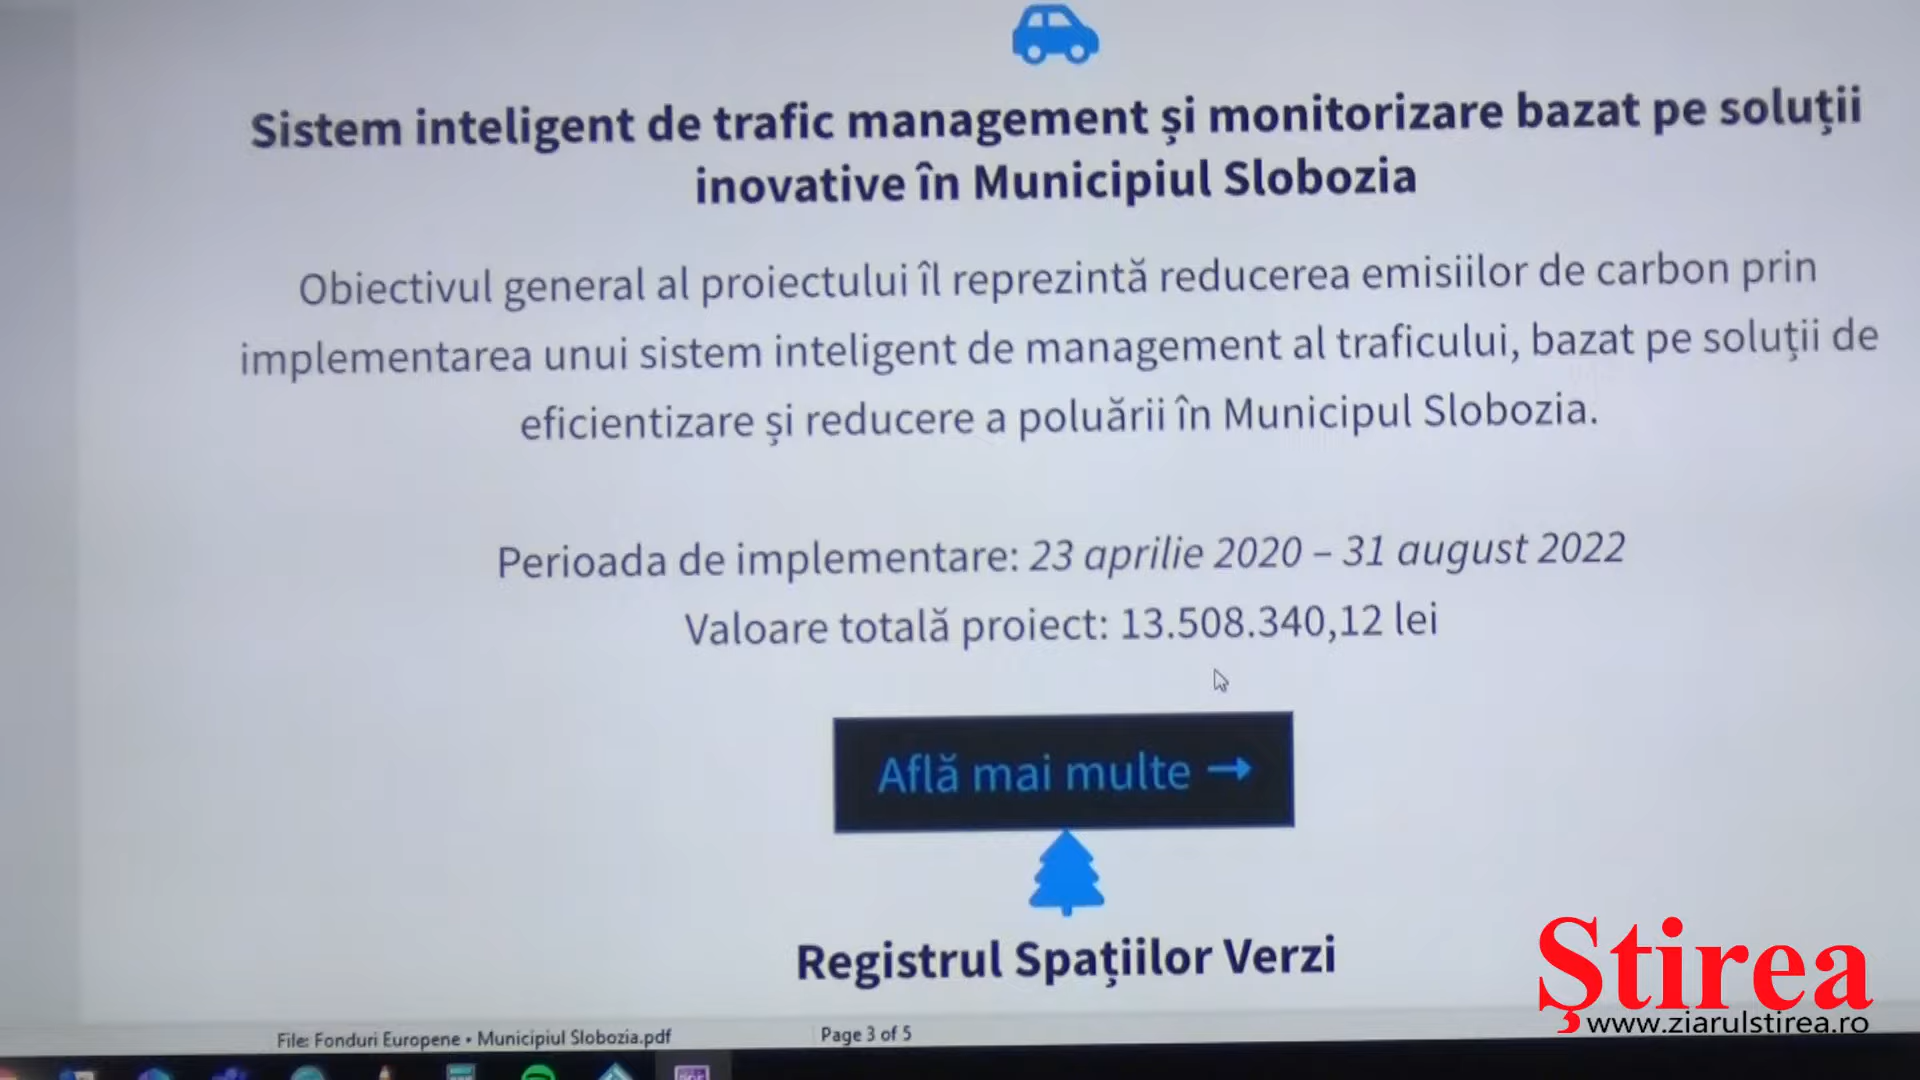 Sistem inteligent de trafic management și monitorizare bazat pe soluții
inovative în Municipiul Slobozia
Obiectivul general al proiectului îl reprezintă reducerea emisiilor de carbon prin
implementarea unui sistem inteligent de management al traficului, bazat pe soluții de
eficientizare și reducere a poluării în Municipul Slobozia.
Perioada de implementare: 23 aprilie 2020 – 31 august 2022
Valoare totală proiect: 13.508.340,12 lei
Află mai multe →
Registrul Spațiilor Verzi
Ştirea
www.ziarulstirea.ro
File: Fonduri Europene • Municipiul Slobozia.pdf
Page 3 of 5